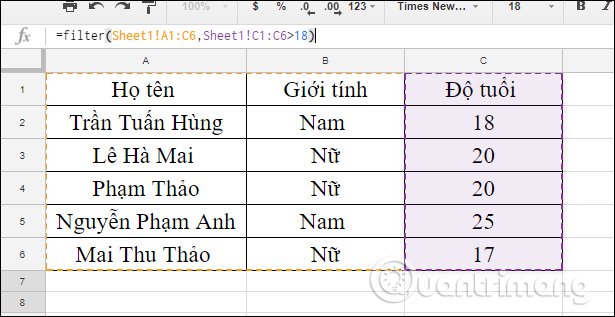 100% $ % .0 .00 123 Times New... 18 B I
fx =filter(Sheet1!A1:C6,Sheet1!C1:C6>18)
A B C
1 Họ tên Giới tính Độ tuổi
2 Trần Tuấn Hùng Nam 18
3 Lê Hà Mai Nữ 20
4 Phạm Thảo Nữ 20
5 Nguyễn Phạm Anh Nam 25
6 Mai Thu Thảo Nữ 17
7
8
Quantrimang